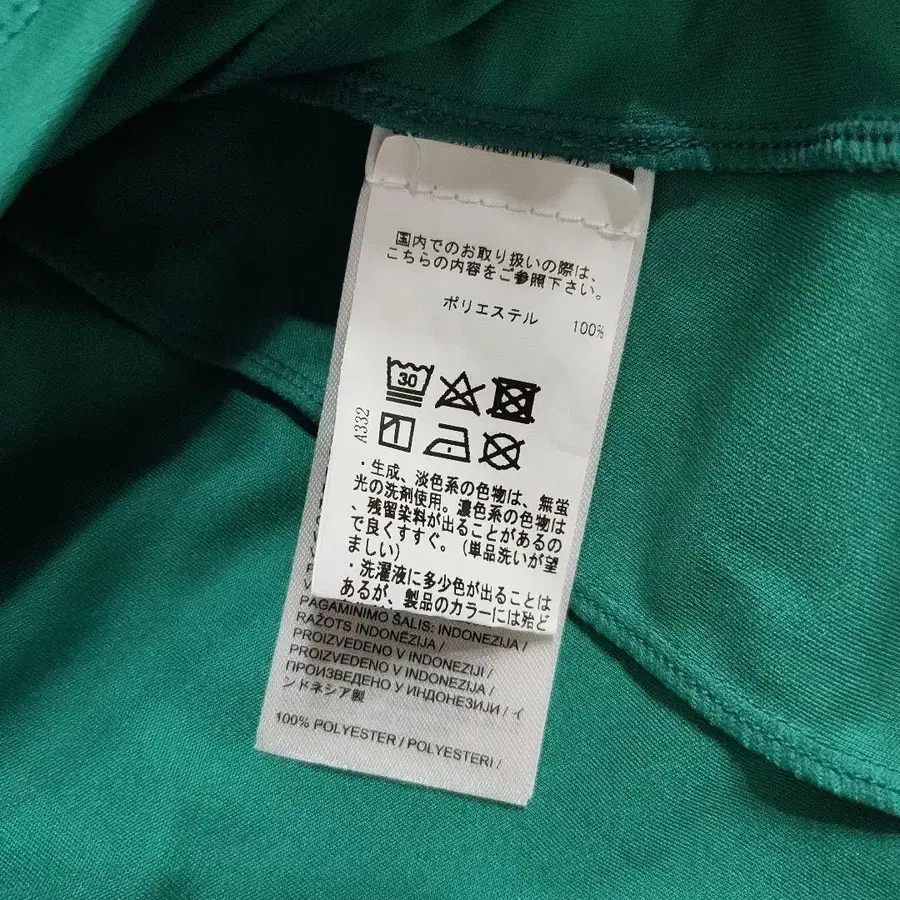 国内でのお取り扱いの際は、
こちらの内容をご参照下さい。
ポリエステル 100%
30
A332
・生成、淡色系の色物は、無蛍
光の洗剤使用。濃色系の色物は
、残留染料が出ることがあるの
で良くすすぐ。(単品洗いが望
ましい)
・洗濯液に多少色が出ることは
あるが、製品のカラーには殆ど
PAGAMINIMO ŠALIS: INDONEZIJA /
RAŽOTS INDONĒZIJA /
PROIZVEDENO V INDONEZIJI /
PROIZVEDENO V INDONEZIJA /
ПРОИЗВЕДЕНО У ИНДОНЕЗИЈИ / イ
ンドネシア製
100% POLYESTER / POLYESTERI /